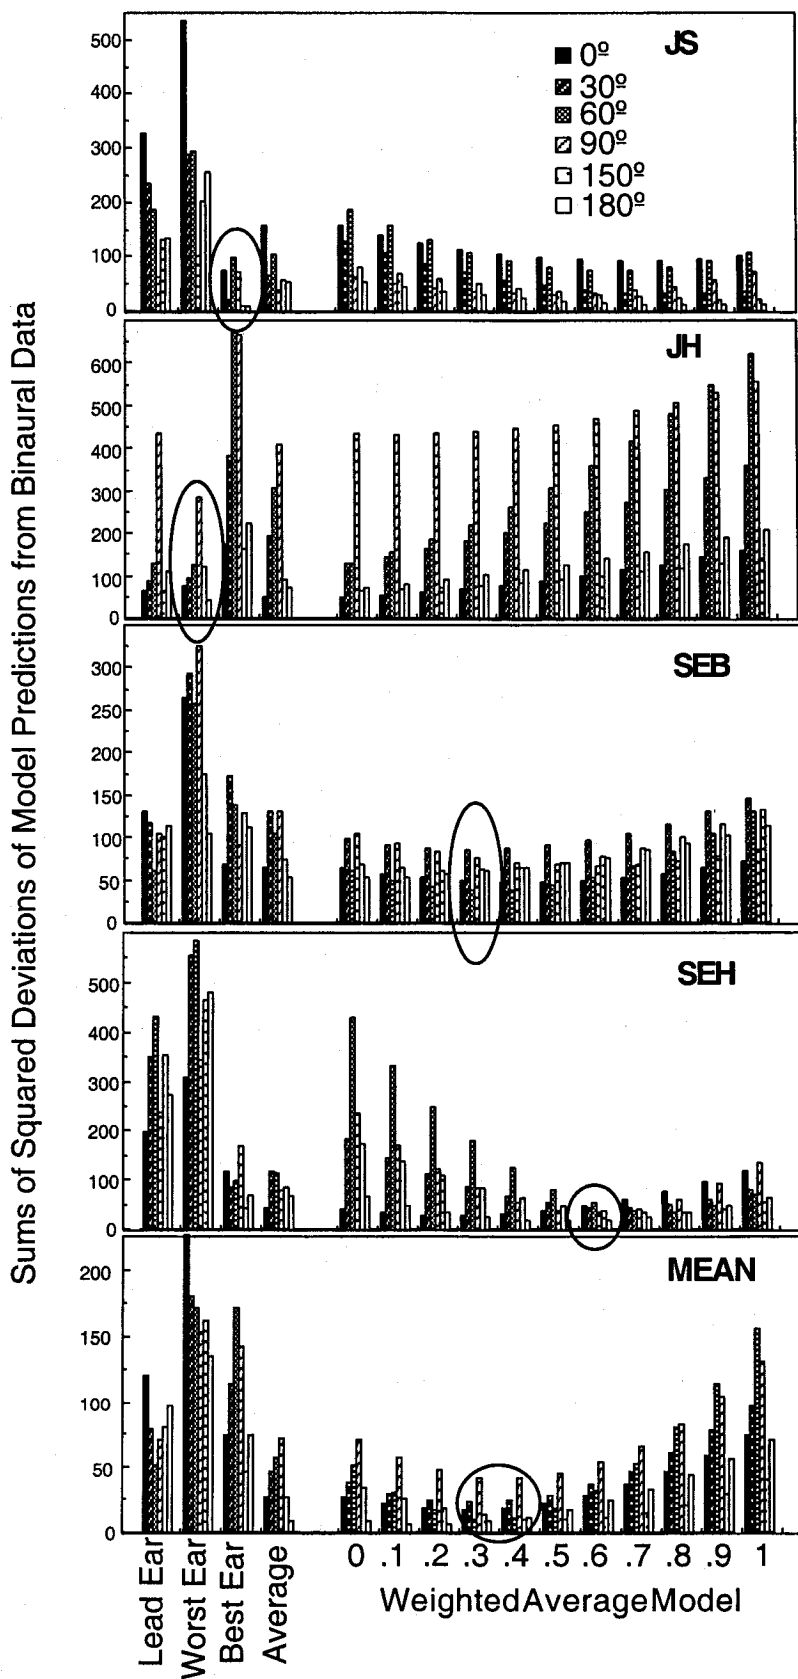 Sums of Squared Deviations of Model Predictions from Binaural Data
JS
0º
30º
60º
90º
150º
180º
500
400
300
200
100
0
JH
600
500
400
300
200
100
0
SEB
300
250
200
150
100
50
0
SEH
500
400
300
200
100
0
MEAN
200
150
100
50
0
Lead Ear
Worst Ear
Best Ear
Average
0 .1 .2 .3 .4 .5 .6 .7 .8 .9 1
Weighted Average Model